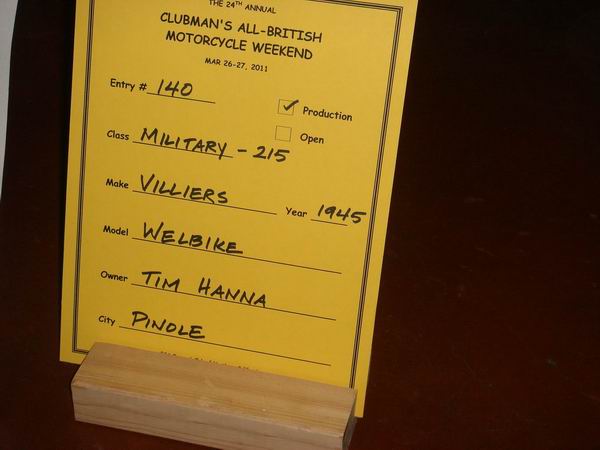 THE 24TH ANNUAL
CLUBMAN'S ALL-BRITISH
MOTORCYCLE WEEKEND
MAR 26-27, 2011
Entry # 140
Production
Open
Class MILITARY - 215
Make VILLIERS Year 1945
Model WELBIKE
Owner TIM HANNA
City PINOLE